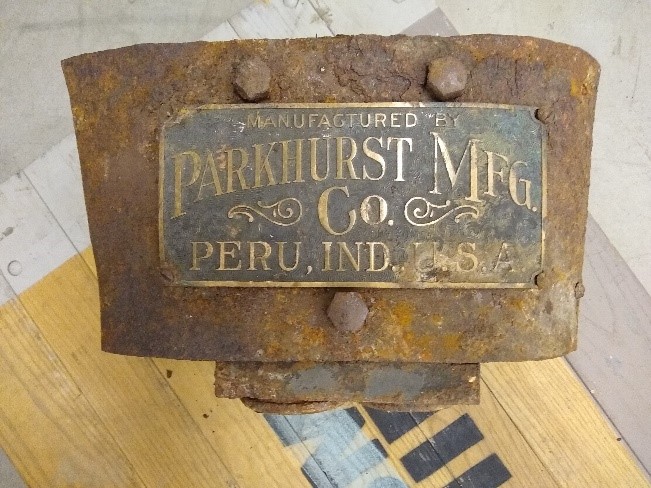 MANUFACTURED BY
PARKHURST MFG.
CO.
PERU, IND. U.S.A